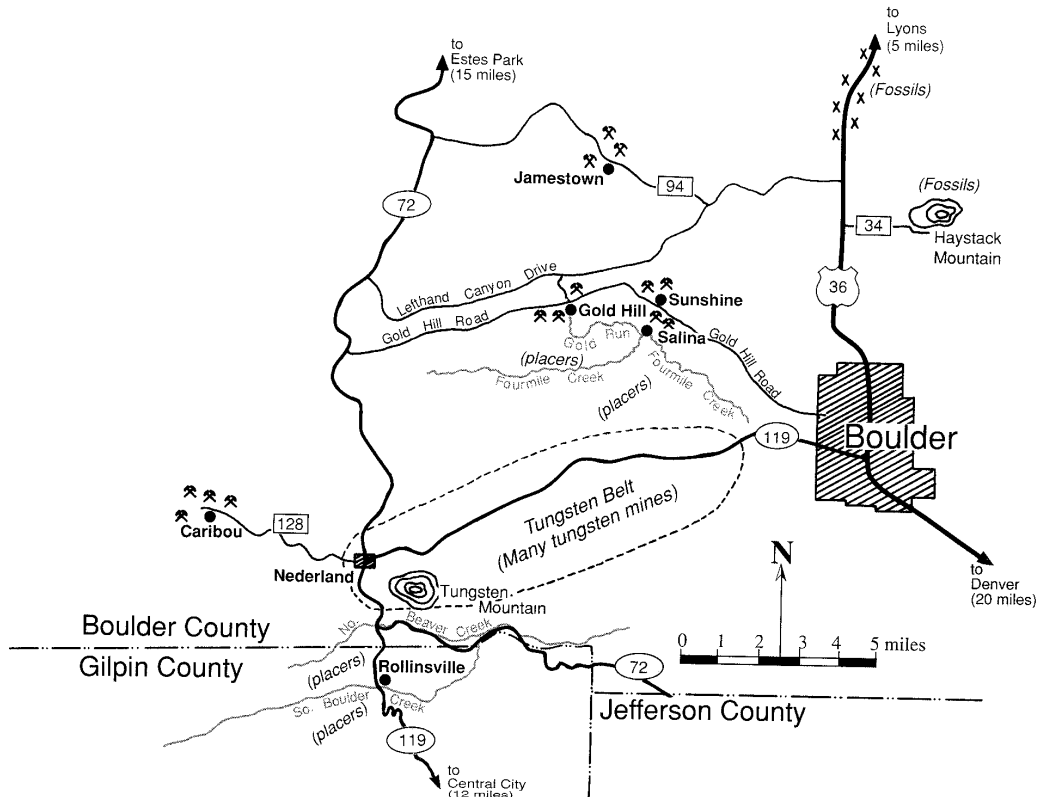 to
Estes Park
(15 miles)
to
Lyons
(5 miles)
(Fossils)
Jamestown
94
72
(Fossils)
34
Haystack
Mountain
36
Lefthand Canyon Drive
Gold Hill Road
Gold Hill
Sunshine
Salina
Gold Run
(placers)
Fourmile Creek
Fourmile Creek
(placers)
Gold Hill Road
119
Boulder
Tungsten Belt
(Many tungsten mines)
Caribou
128
Nederland
Tungsten
Mountain
N
to
Denver
(20 miles)
No. Beaver Creek
Boulder County
Gilpin County
0 1 2 3 4 5 miles
(placers)
Rollinsville
72
So. Boulder Creek
(placers)
Jefferson County
119
to
Central City
(12 miles)